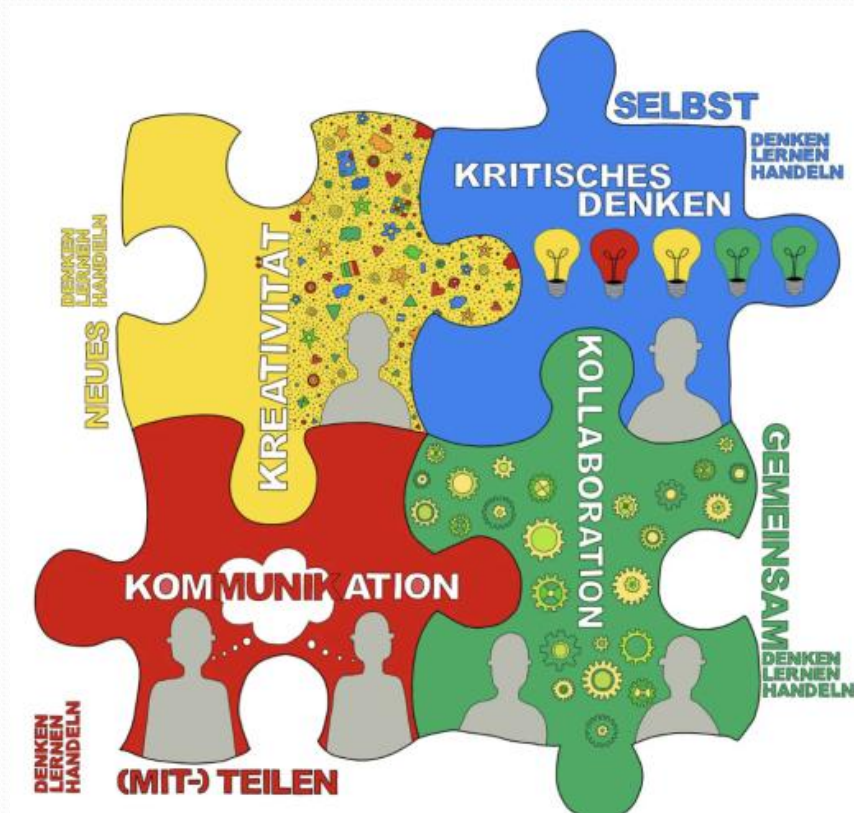 SELBST
DENKEN
LERNEN
HANDELN
KRITISCHES
DENKEN
NEUES
DENKEN
LERNEN
HANDELN
KREATIVITÄT
KOLLABORATION
GEMEINSAM
DENKEN
LERNEN
HANDELN
KOMMUNIKATION
(MIT-) TEILEN
DENKEN
LERNEN
HANDELN